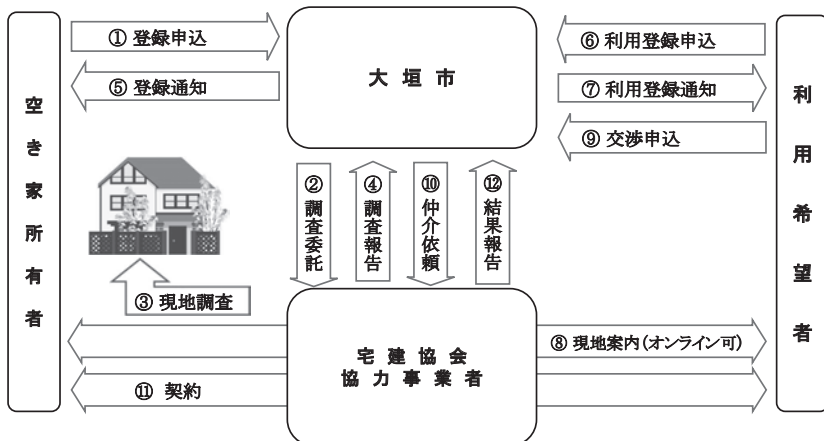 ① 登録申込
⑤ 登録通知
大垣市
⑥ 利用登録申込
⑦ 利用登録通知
⑨ 交渉申込
空き家所有者
利用希望者
② 調査委託
④ 調査報告
⑩ 仲介依頼
⑫ 結果報告
③ 現地調査
宅建協会
協力事業者
⑧ 現地案内(オンライン可)
⑪ 契約